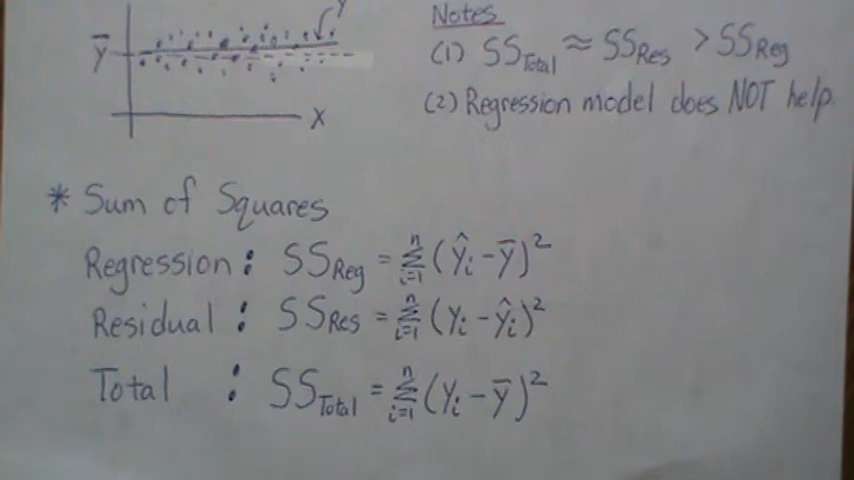 Notes
(1) SS_Total ≈ SS_Res > SS_Reg
(2) Regression model does NOT help.
Y̅
X
* Sum of Squares
Regression : SS_Reg = Σ_{i=1}^{n} (Ŷ_i - Y̅)²
Residual : SS_Res = Σ_{i=1}^{n} (Y_i - Ŷ_i)²
Total : SS_Total = Σ_{i=1}^{n} (Y_i - Y̅)²